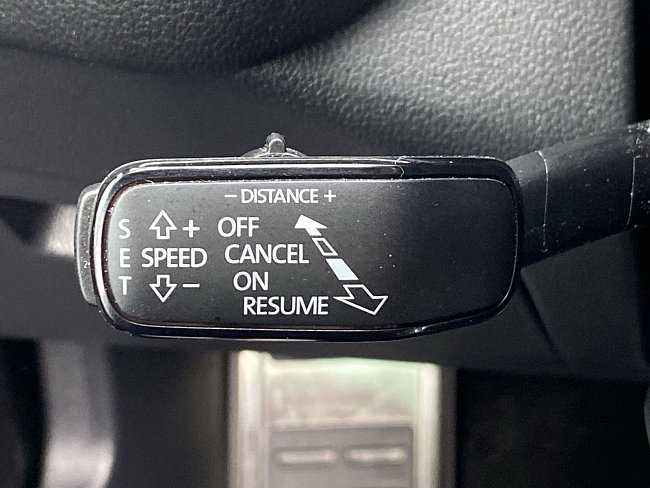 − DISTANCE +
S + OFF
E SPEED CANCEL
T − ON
RESUME